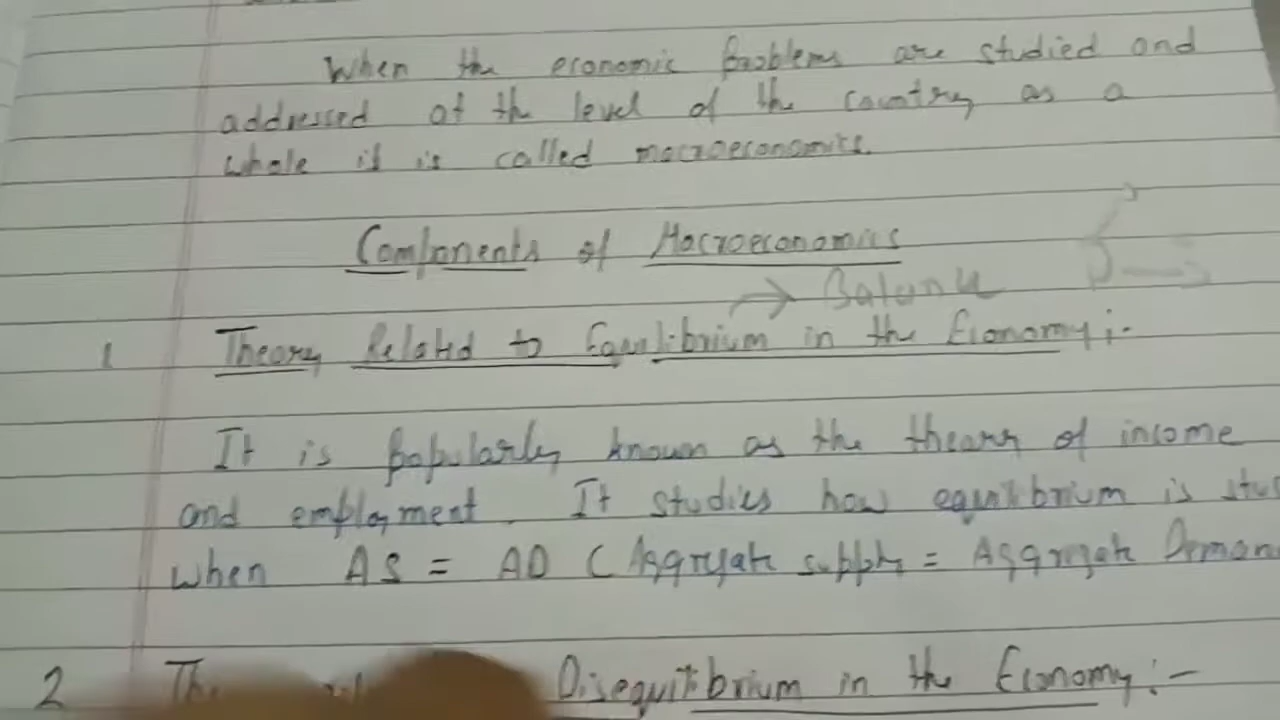 When the economic problems are studied and
addressed at the level of the country as a
whole it is called macroeconomics.
Components of Macroeconomics
→ Balance
1 Theory Related to Equilibrium in the Economy:-
It is popularly known as the theory of income
and employment. It studies how equilibrium is
when AS = AD ( Aggregate supply = Aggregate Deman
2 Disequilibrium in the Economy:-